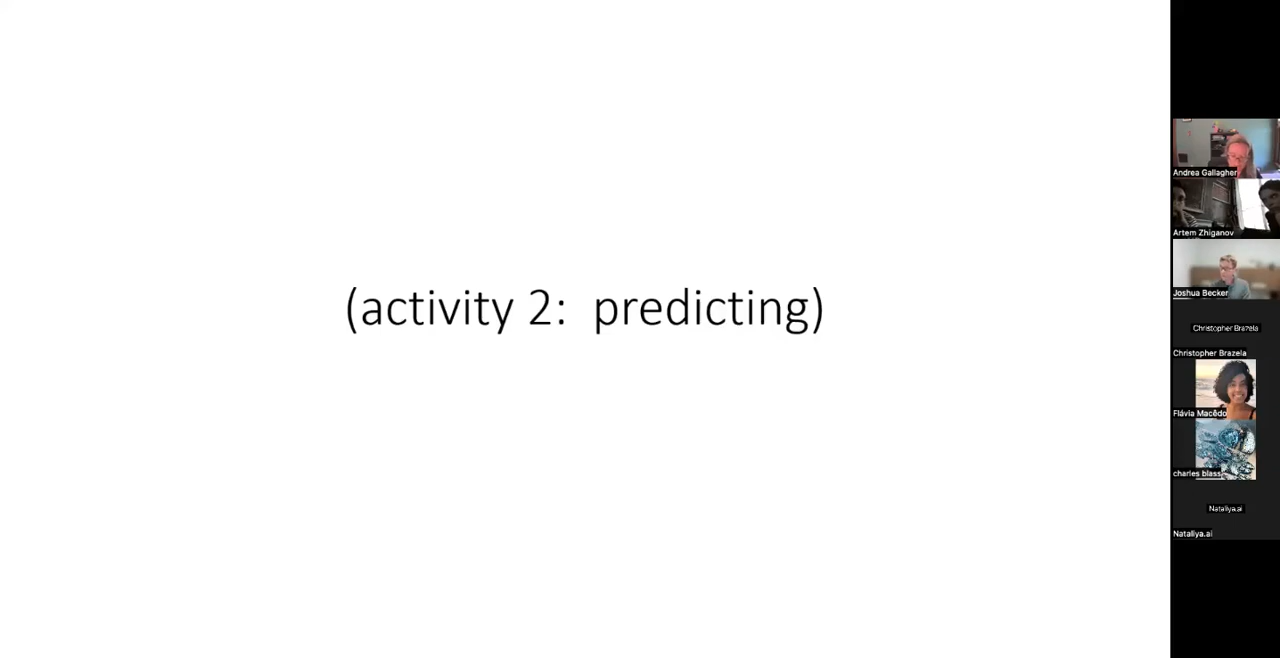 (activity 2:  predicting)
Andrea Gallagher
Artem Zhiganov
Joshua Becker
Christopher Brazela
Christopher Brazela
Flávia Macêdo
charles blass
Nataliya.ai
Nataliya.ai